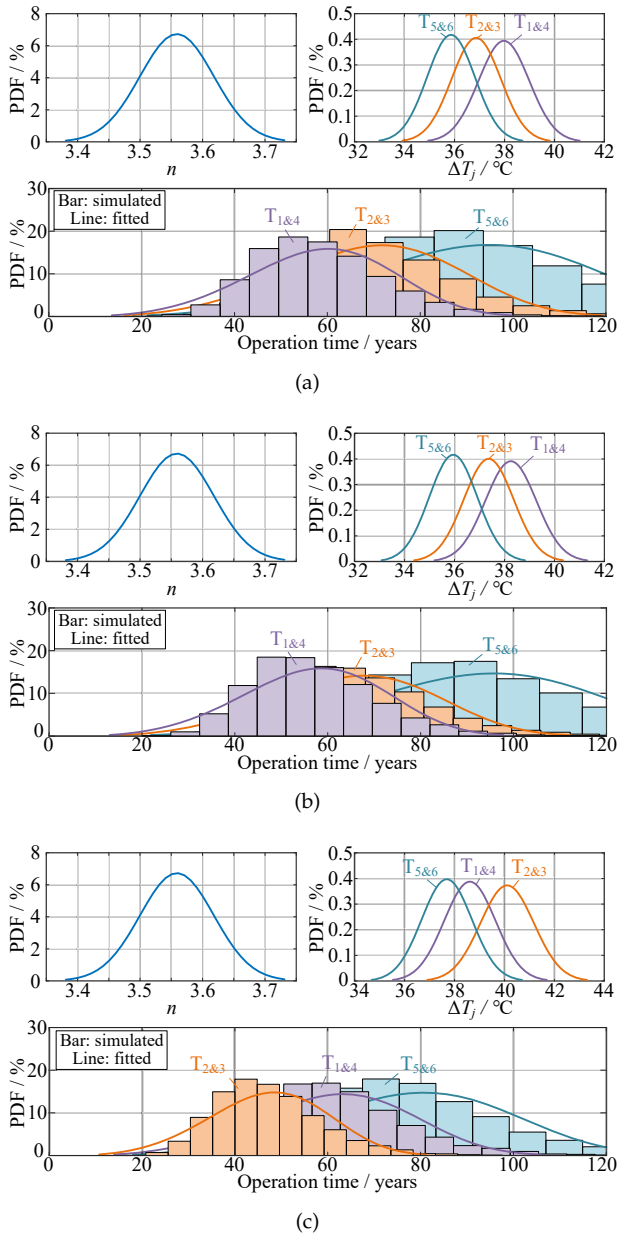 PDF / %
8
6
4
2
0
3.4
3.5
3.6
3.7
n
PDF / %
0.5
0.4
0.3
0.2
0.1
0
T5&6
T2&3
T1&4
32
34
36
38
40
42
ΔTj / °C
PDF / %
30
20
10
0
Bar: simulated
Line: fitted
T1&4
T2&3
T5&6
0
20
40
60
80
100
120
Operation time / years
(a)
PDF / %
8
6
4
2
0
3.4
3.5
3.6
3.7
n
PDF / %
0.5
0.4
0.3
0.2
0.1
0
T5&6
T2&3
T1&4
32
34
36
38
40
42
ΔTj / °C
PDF / %
30
20
10
0
Bar: simulated
Line: fitted
T1&4
T2&3
T5&6
0
20
40
60
80
100
120
Operation time / years
(b)
PDF / %
8
6
4
2
0
3.4
3.5
3.6
3.7
n
PDF / %
0.5
0.4
0.3
0.2
0.1
0
T5&6
T1&4
T2&3
34
36
38
40
42
44
ΔTj / °C
PDF / %
30
20
10
0
Bar: simulated
Line: fitted
T2&3
T1&4
T5&6
0
20
40
60
80
100
120
Operation time / years
(c)